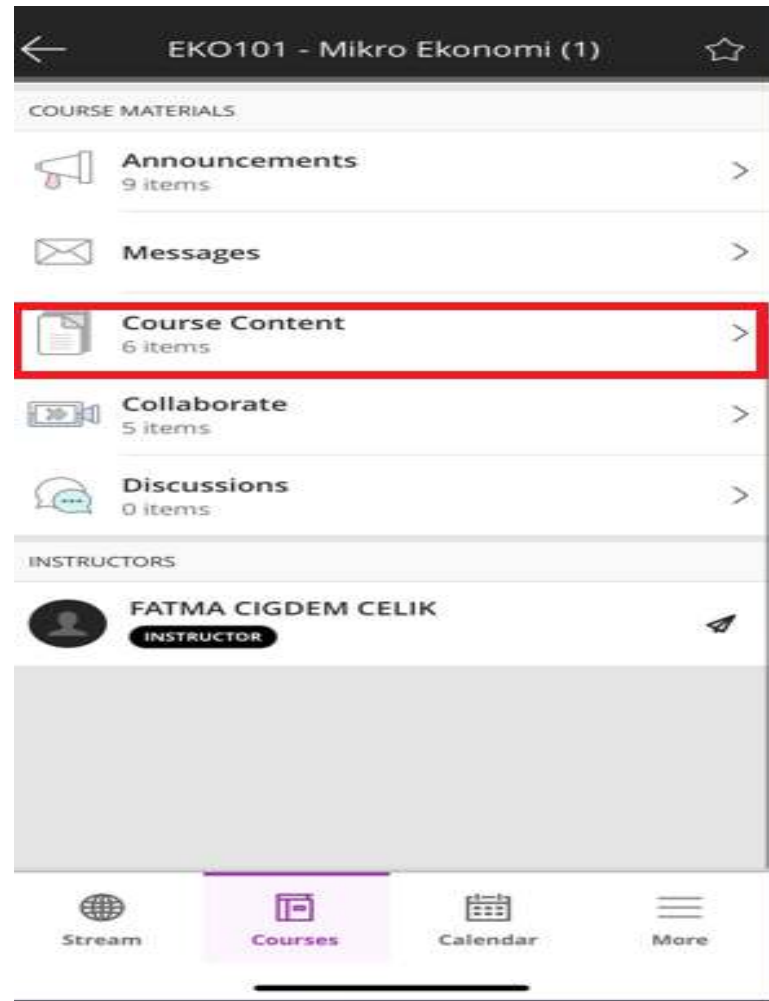 EKO101 - Mikro Ekonomi (1)
COURSE MATERIALS
Announcements
9 items
Messages
Course Content
6 items
Collaborate
5 items
Discussions
0 items
INSTRUCTORS
FATMA CIGDEM CELIK
INSTRUCTOR
Stream
Courses
Calendar
More